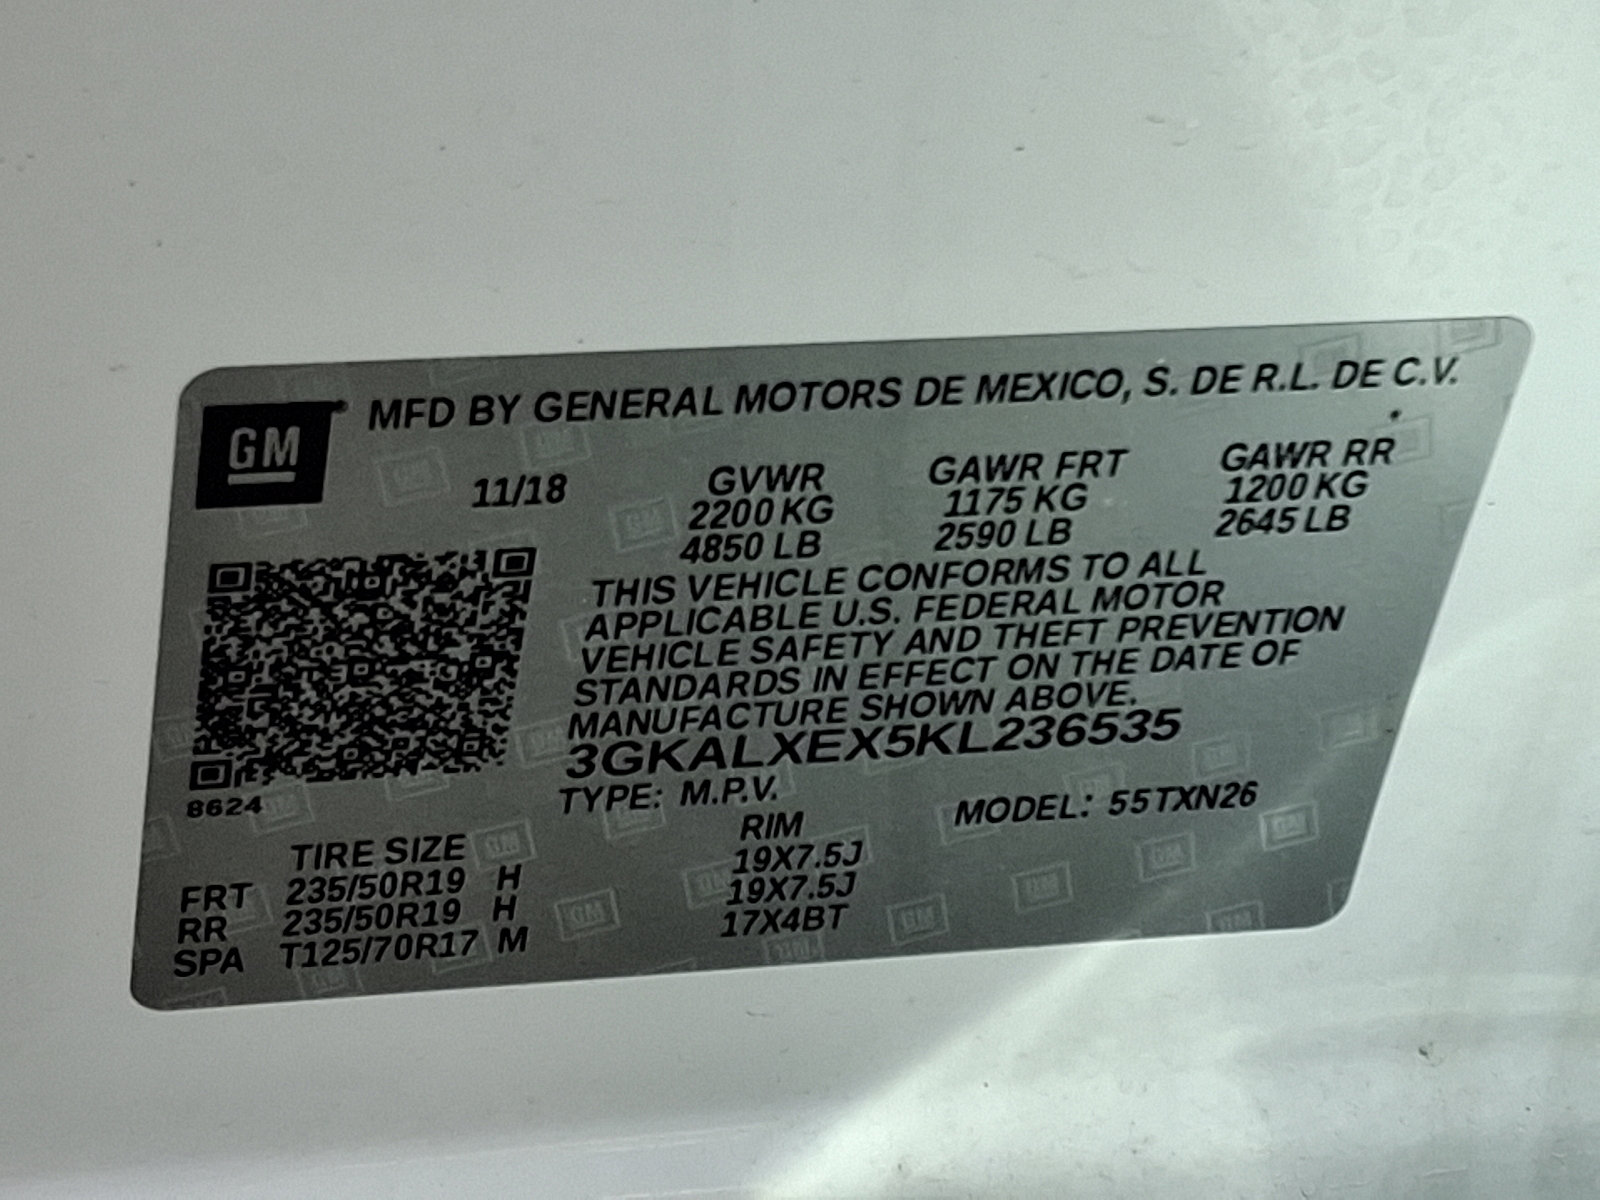 GM
MFD BY GENERAL MOTORS DE MEXICO, S. DE R.L. DE C.V.
11/18 GVWR GAWR FRT GAWR RR
2200 KG 1175 KG 1200 KG
4850 LB 2590 LB 2645 LB
THIS VEHICLE CONFORMS TO ALL
APPLICABLE U.S. FEDERAL MOTOR
VEHICLE SAFETY AND THEFT PREVENTION
STANDARDS IN EFFECT ON THE DATE OF
MANUFACTURE SHOWN ABOVE.
3GKALXEX5KL236535
8624
TYPE: M.P.V. MODEL: 55TXN26
TIRE SIZE RIM
FRT 235/50R19 H 19X7.5J
RR 235/50R19 H 19X7.5J
SPA T125/70R17 M 17X4BT